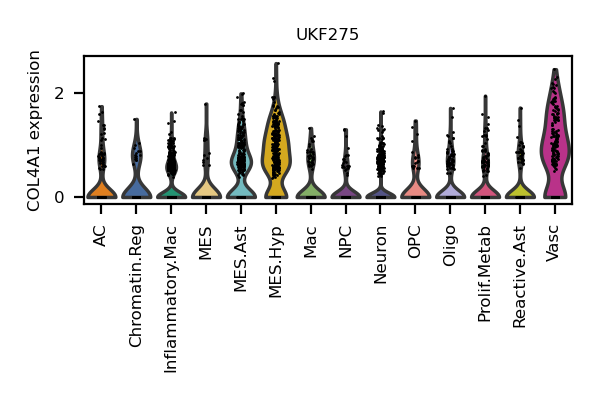 UKF275
COL4A1 expression
2
0
AC
Chromatin.Reg
Inflammatory.Mac
MES
MES.Ast
MES.Hyp
Mac
NPC
Neuron
OPC
Oligo
Prolif.Metab
Reactive.Ast
Vasc